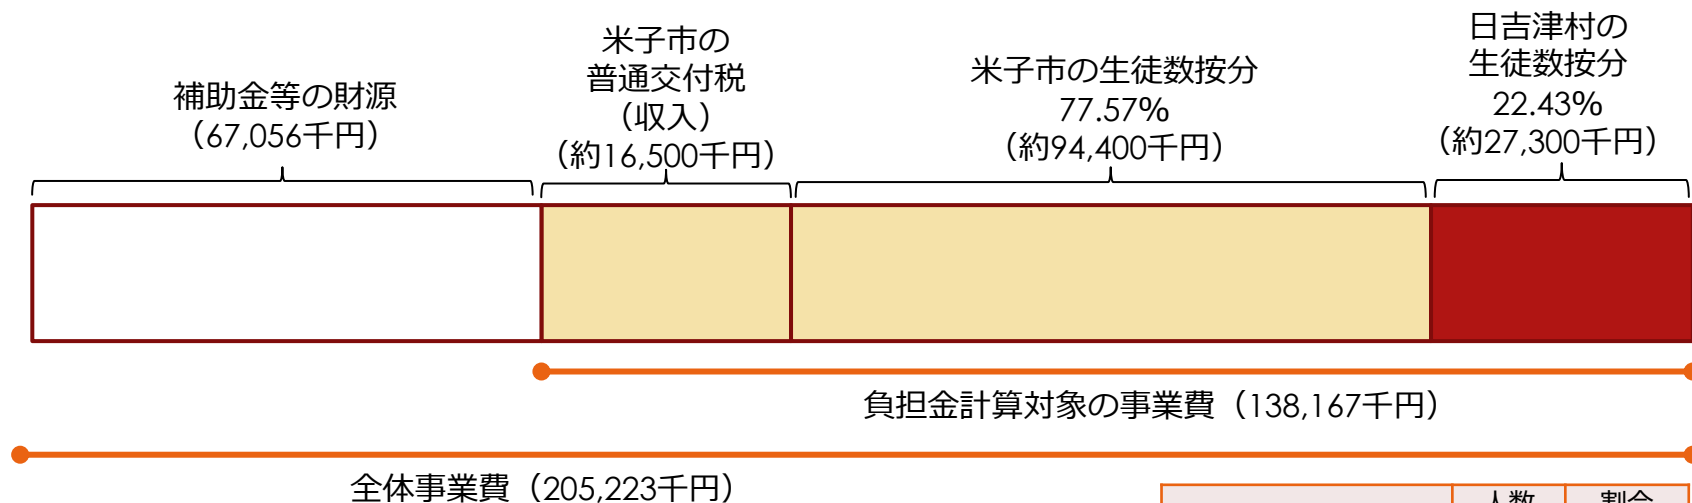 補助金等の財源
（67,056千円）
米子市の
普通交付税
（収入）
（約16,500千円）
米子市の生徒数按分
77.57%
（約94,400千円）
日吉津村の
生徒数按分
22.43%
（約27,300千円）
負担金計算対象の事業費（138,167千円）
全体事業費（205,223千円）
人数 割合